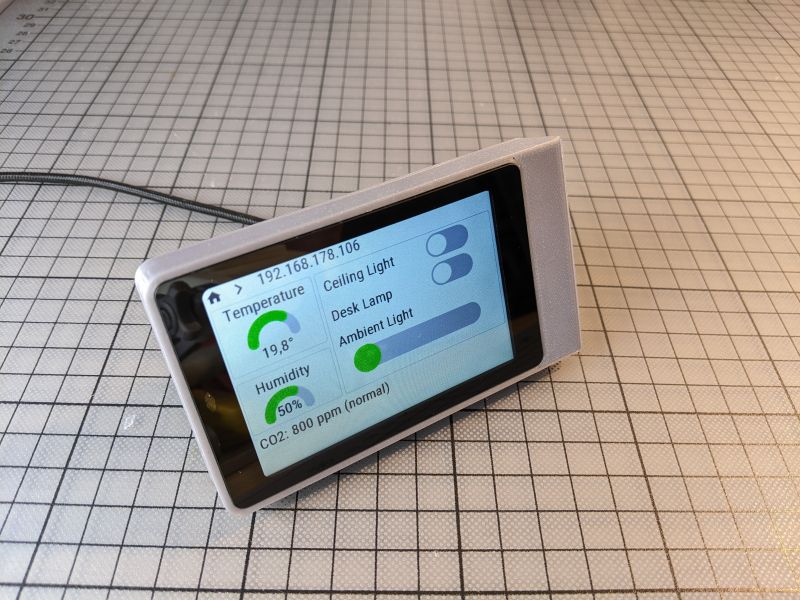 192.168.178.106
Temperature
19,8°
Humidity
50%
Ceiling Light
Desk Lamp
Ambient Light
CO2: 800 ppm (normal)
30